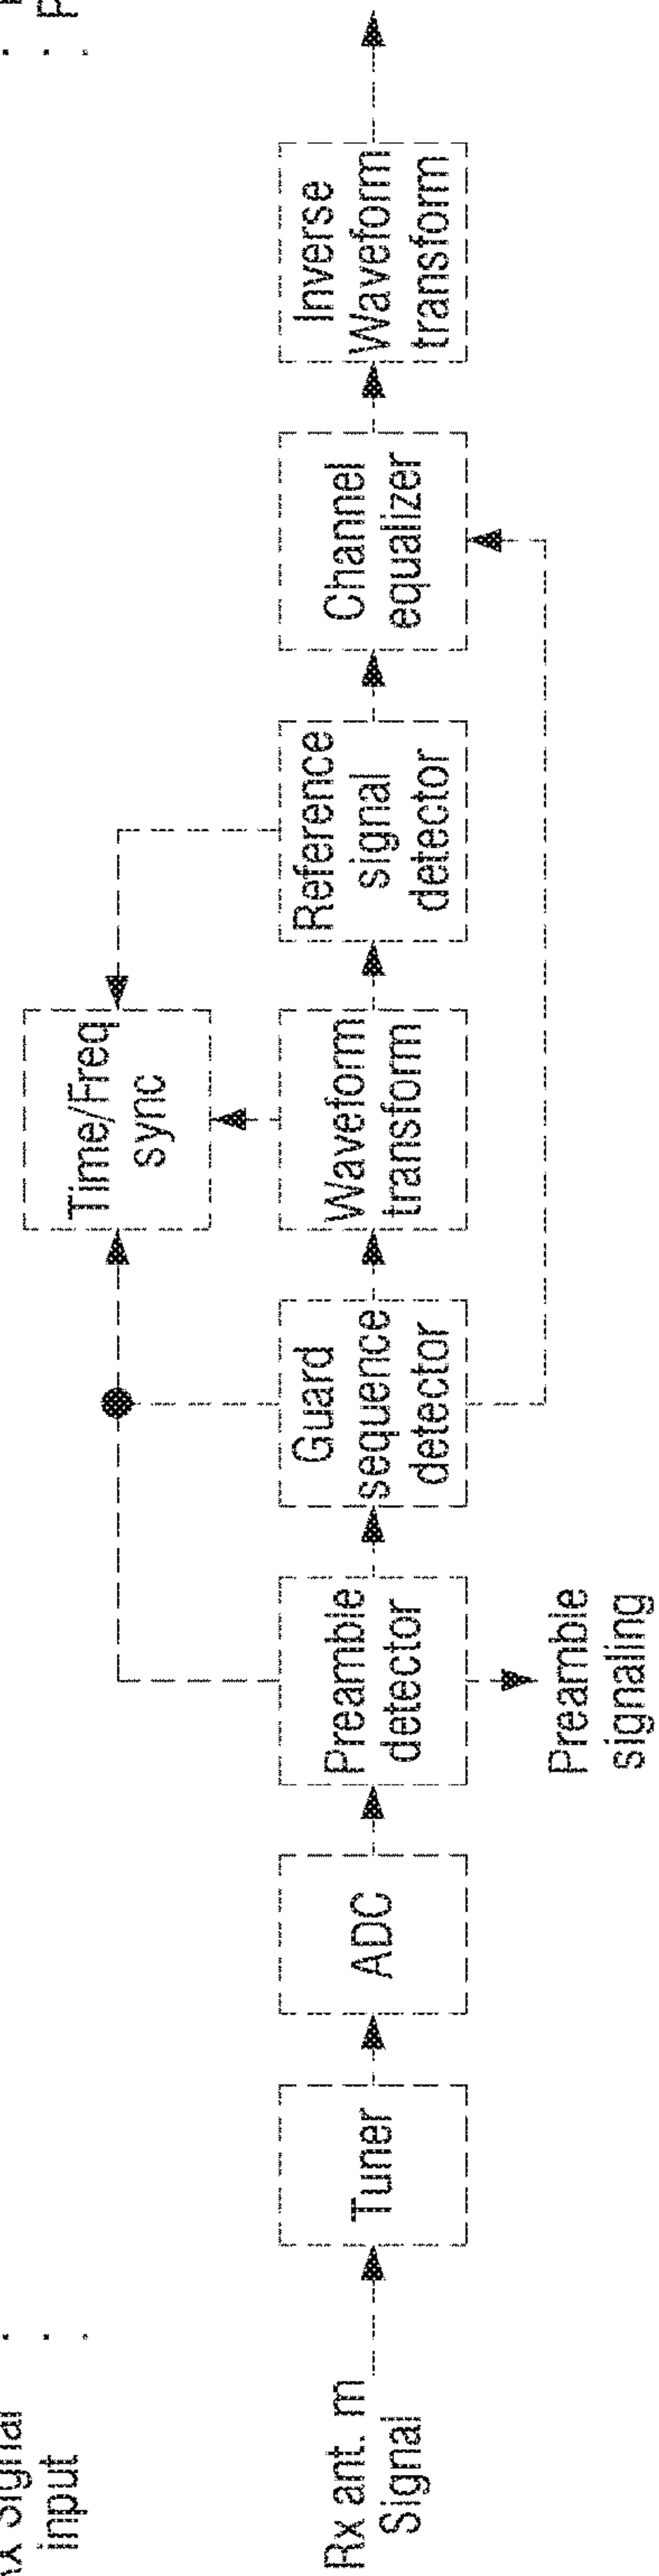 input
Time/Freq
sync
Rx ant. m
Signal
Tuner
ADC
Preamble
detector
Guard
sequence
detector
Waveform
transform
Reference
signal
detector
Channel
equalizer
Inverse
Waveform
transform
Preamble
signaling